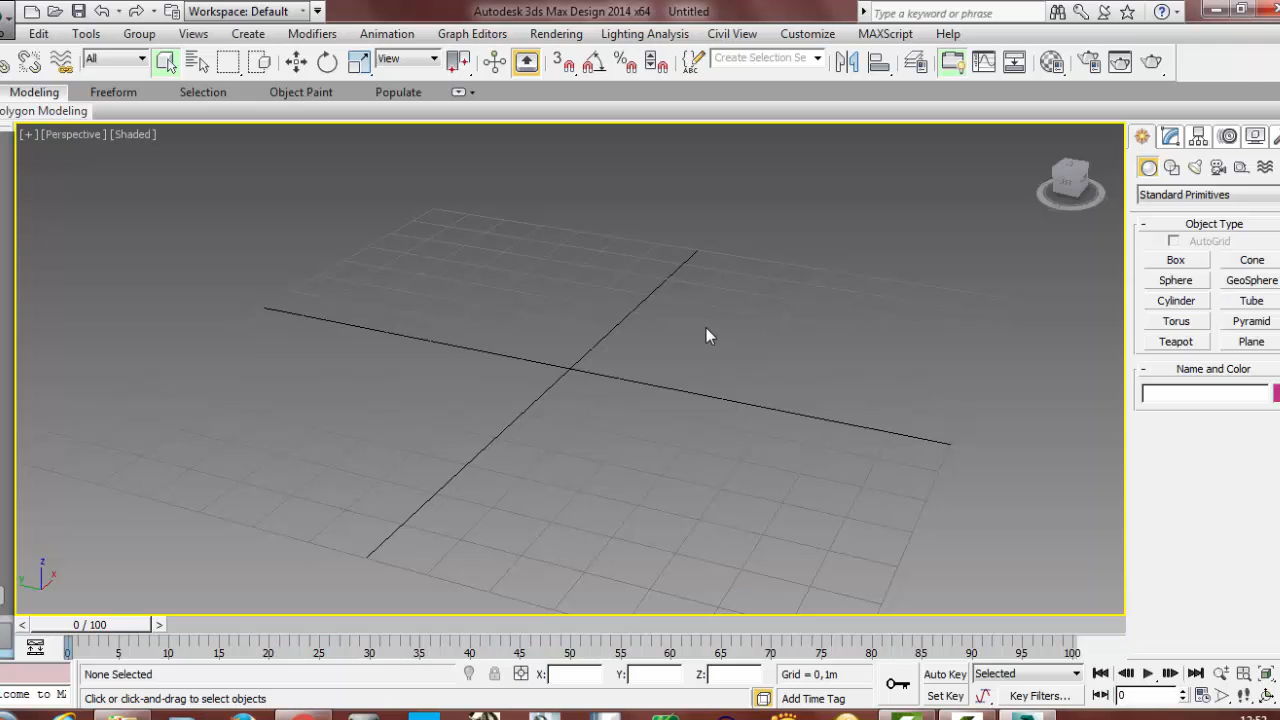 Workspace: Default
Autodesk 3ds Max Design 2014 x64
Untitled
Type a keyword or phrase
Edit Tools Group Views Create Modifiers Animation Graph Editors Rendering Lighting Analysis Civil View Customize MAXScript Help
All
View
3
Create Selection Se
Modeling Freeform Selection Object Paint Populate
olygon Modeling
[+] [Perspective] [Shaded]
Standard Primitives
- Object Type
AutoGrid
Box Cone
Sphere GeoSphere
Cylinder Tube
Torus Pyramid
Teapot Plane
- Name and Color
z
x
y
< 0 / 100 >
0 5 10 15 20 25 30 35 40 45 50 55 60 65 70 75 80 85 90 95 100
None Selected
X: Y: Z:
Grid = 0,1m
Auto Key
Selected
lcome to M
Click or click-and-drag to select objects
Add Time Tag
Set Key
Key Filters...
0